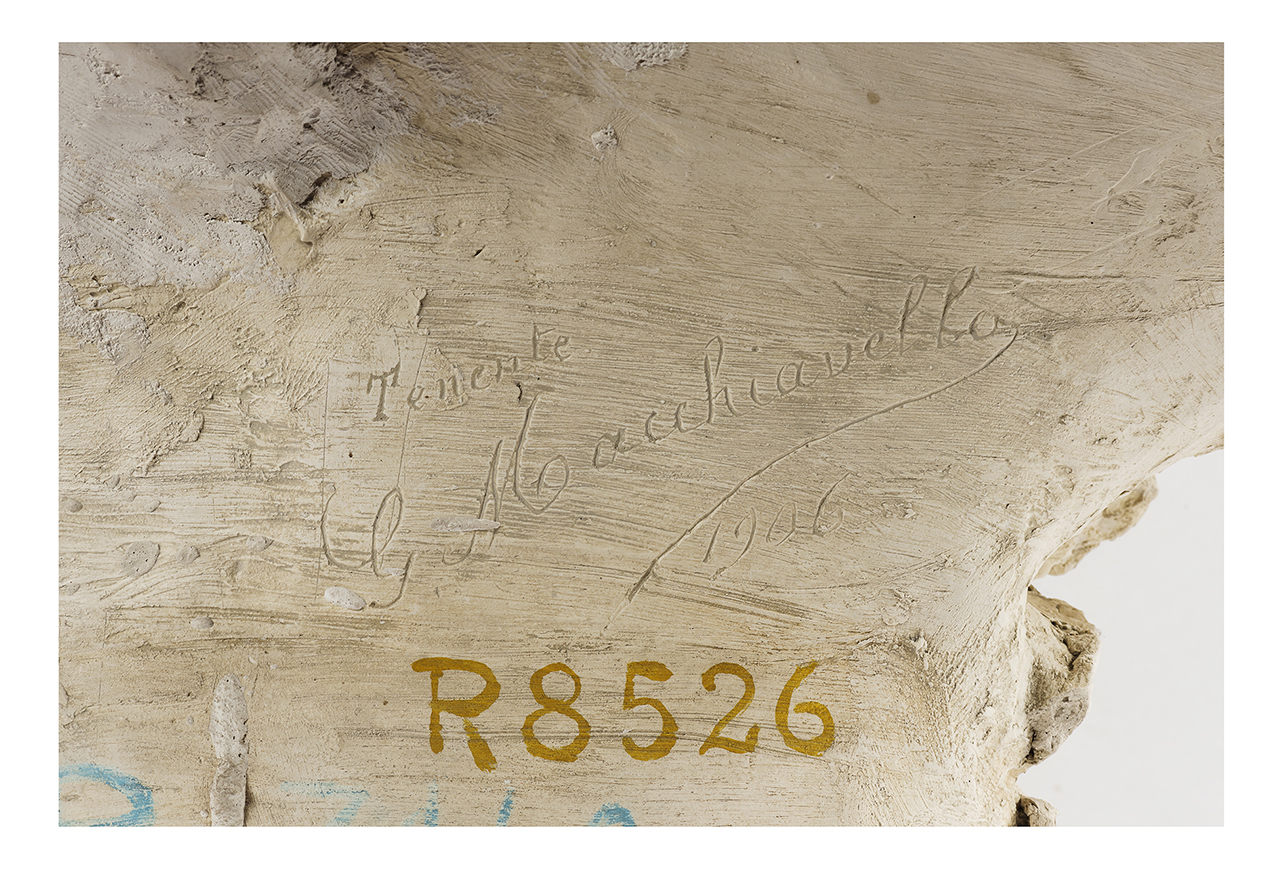 Tenente
G Macchiavello
1906
R8526